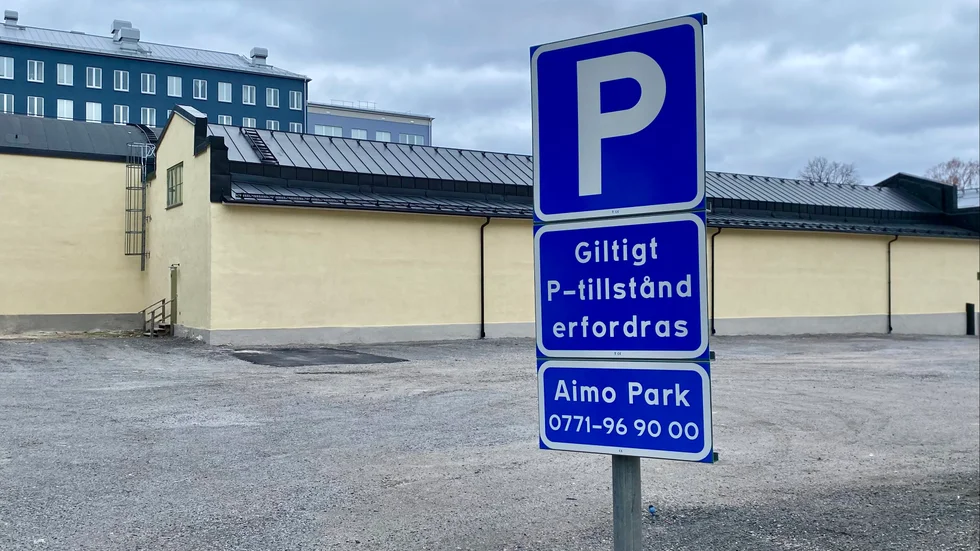 P
Giltigt
P-tillstånd
erfordras
Aimo Park
0771-96 90 00